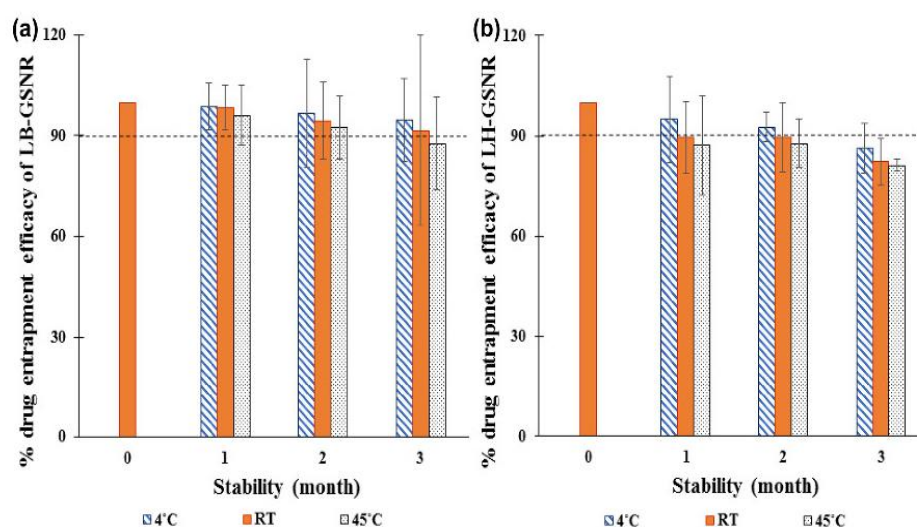 (a)
% drug entrapment efficacy of LB-GSNR
120
90
60
30
0
0 1 2 3
Stability (month)
4°C RT 45°C
(b)
% drug entrapment efficacy of LH-GSNR
120
90
60
30
0
0 1 2 3
Stability (month)
4°C RT 45°C